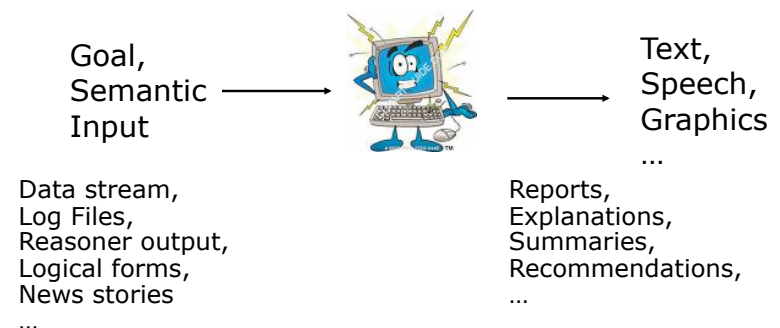 Goal,
Semantic
Input
Text,
Speech,
Graphics
...
Data stream,
Log Files,
Reasoner output,
Logical forms,
News stories
...
Reports,
Explanations,
Summaries,
Recommendations,
...
TM